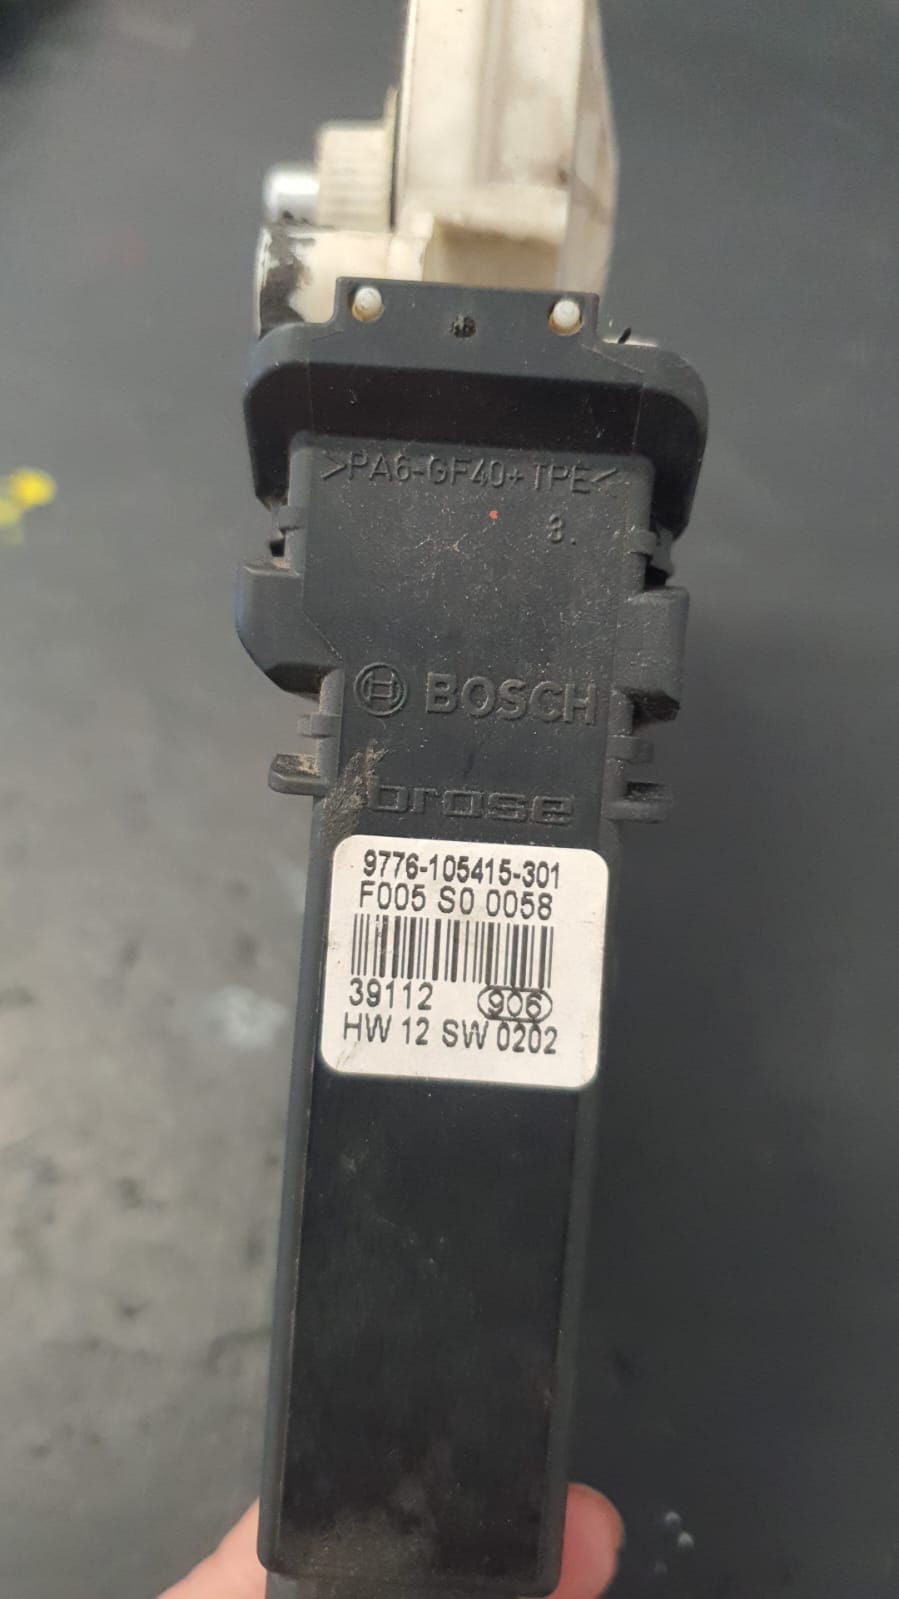 >PA6-GF40+TPE<
3.
BOSCH
brose
9776-105415-301
F005 S0 0058
39112 906
HW 12 SW 0202